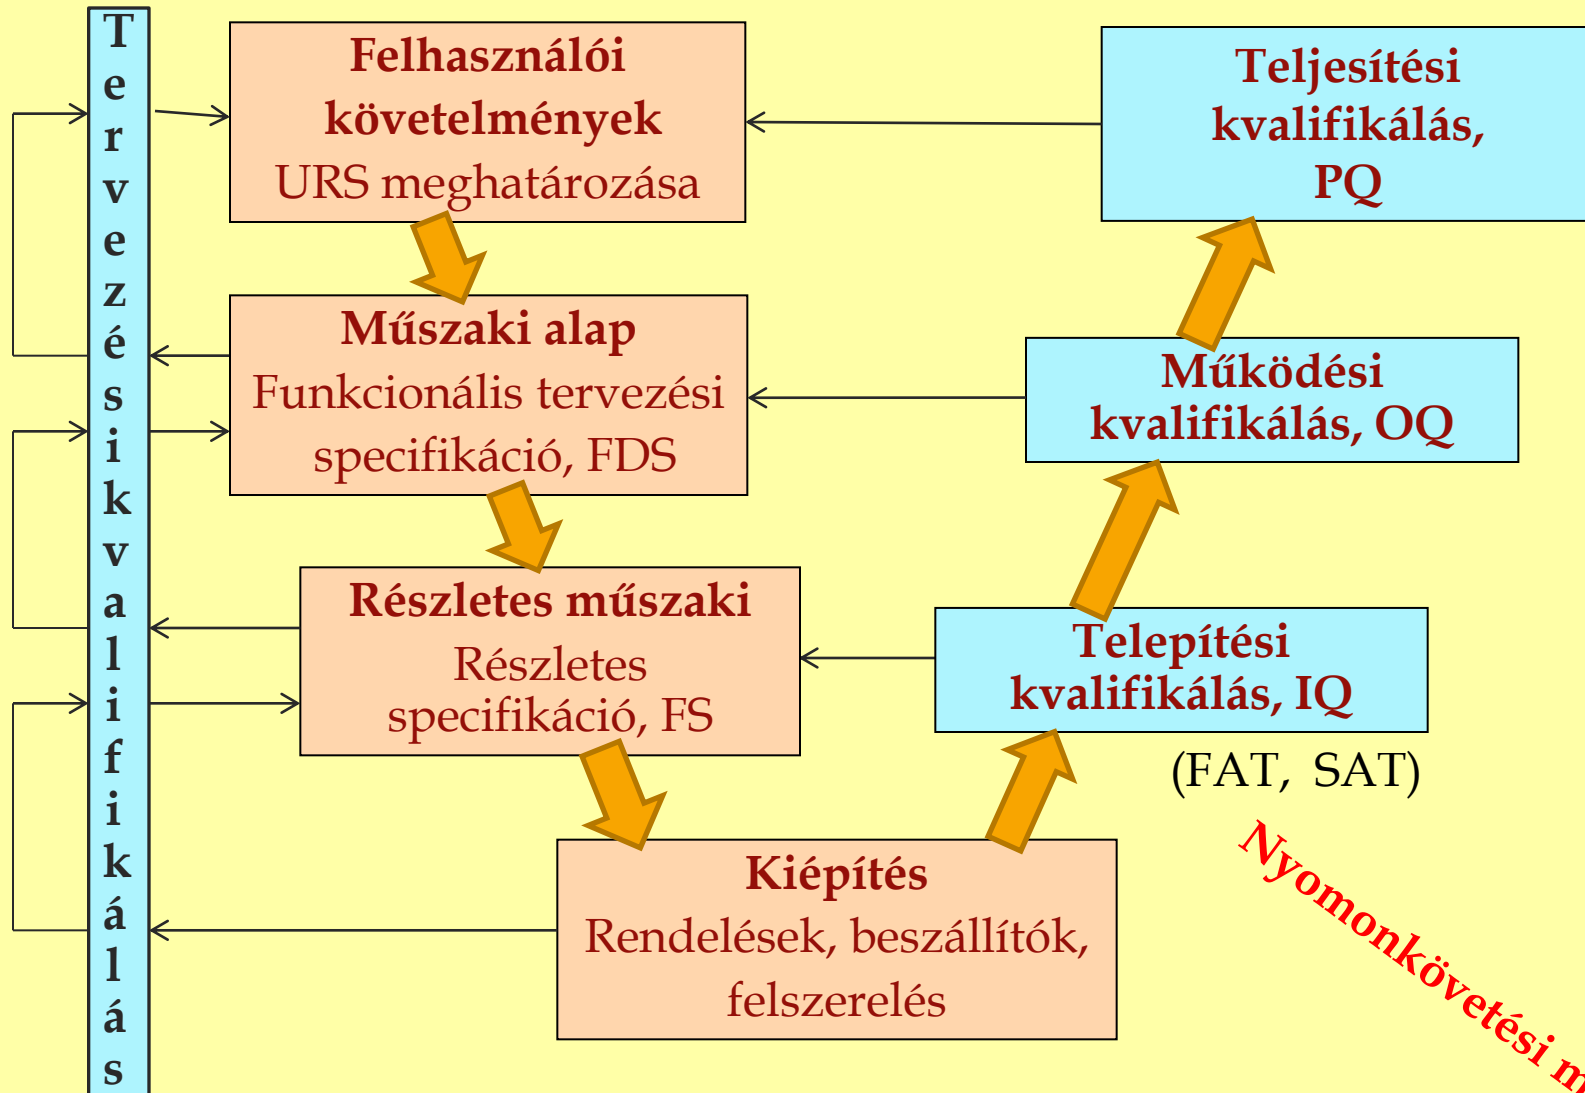 Tervezésikvalifikálás
Felhasználói
követelmények
URS meghatározása
Teljesítési
kvalifikálás,
PQ
Műszaki alap
Funkcionális tervezési
specifikáció, FDS
Működési
kvalifikálás, OQ
Részletes műszaki
Részletes
specifikáció, FS
Telepítési
kvalifikálás, IQ
(FAT, SAT)
Kiépítés
Rendelések, beszállítók,
felszerelés
Nyomonkövetési